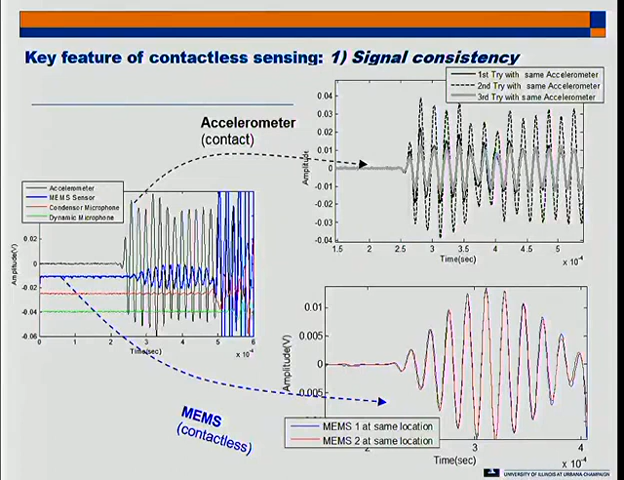 Key feature of contactless sensing: 1) Signal consistency
1st Try with same Accelerometer
2nd Try with same Accelerometer
3rd Try with same Accelerometer
Accelerometer
(contact)
0.04
0.03
0.02
0.01
0
-0.01
-0.02
-0.03
-0.04
Amplitude
1.5 2 2.5 3 3.5 4 4.5 5
Time(sec) x 10⁻⁴
Accelerometer
MEMS Sensor
Condensor Microphone
Dynamic Microphone
0.02
0
-0.02
-0.04
-0.06
Amplitude(V)
0 1 2 3 4 5 6
Time(sec) x 10⁻⁴
0.01
0.005
0
0.005
Amplitude(V)
MEMS
(contactless)
MEMS 1 at same location
MEMS 2 at same location
2 3 4
Time(sec) x 10⁻⁴
UNIVERSITY OF ILLINOIS AT URBANA-CHAMPAIGN